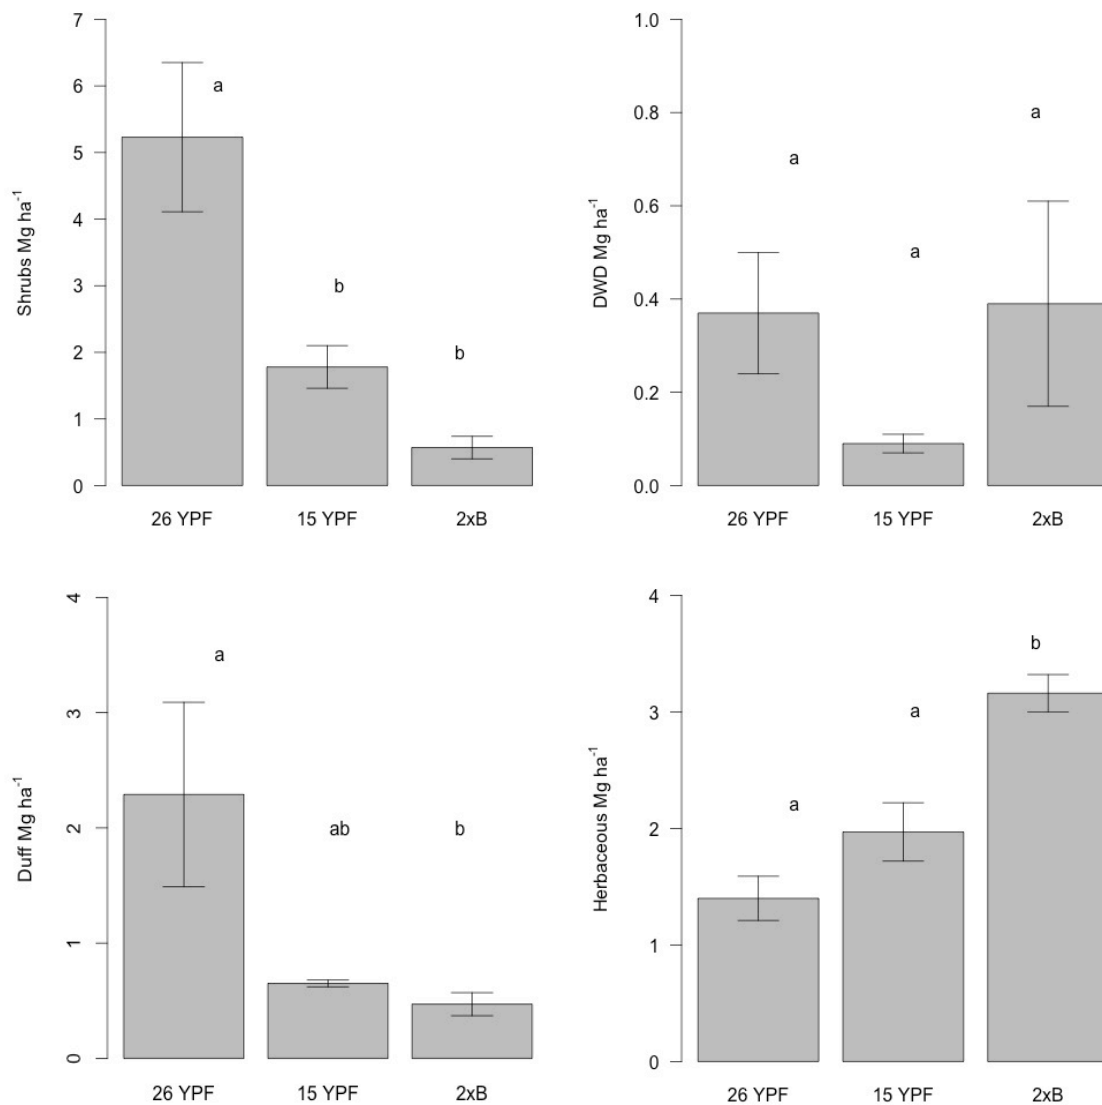 Shrubs Mg ha⁻¹
7
6
5
4
3
2
1
0
a
b
b
26 YPF 15 YPF 2xB
DWD Mg ha⁻¹
1.0
0.8
0.6
0.4
0.2
0.0
a
a
a
26 YPF 15 YPF 2xB
Duff Mg ha⁻¹
4
3
2
1
0
a
ab
b
26 YPF 15 YPF 2xB
Herbaceous Mg ha⁻¹
4
3
2
1
0
a
a
b
26 YPF 15 YPF 2xB